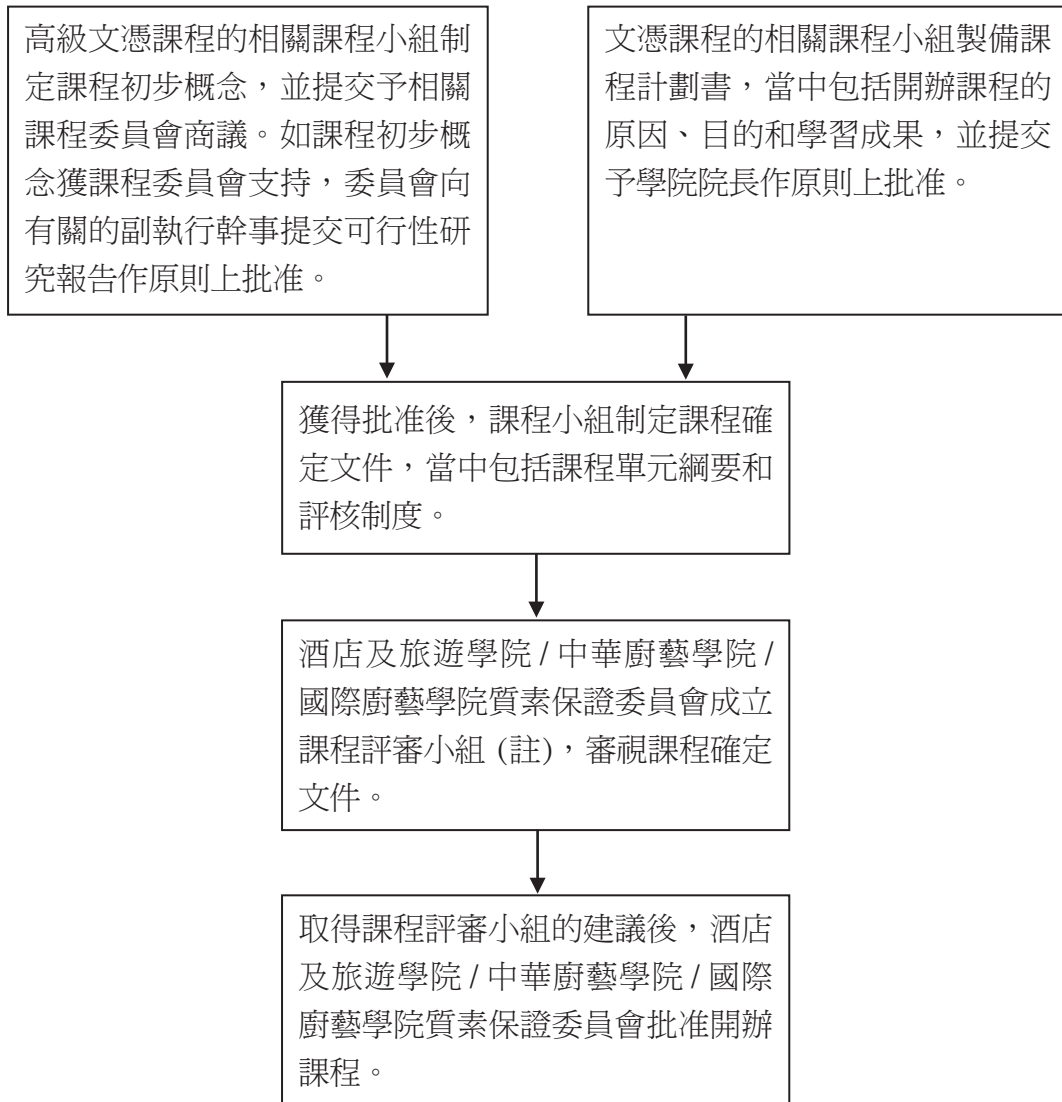 高級文憑課程的相關課程小組制
定課程初步概念，並提交予相關
課程委員會商議。如課程初步概
念獲課程委員會支持，委員會向
有關的副執行幹事提交可行性研
究報告作原則上批准。
文憑課程的相關課程小組製備課
程計劃書，當中包括開辦課程的
原因、目的和學習成果，並提交
予學院院長作原則上批准。
獲得批准後，課程小組制定課程確
定文件，當中包括課程單元綱要和
評核制度。
酒店及旅遊學院 / 中華廚藝學院 /
國際廚藝學院質素保證委員會成立
課程評審小組 (註)，審視課程確定
文件。
取得課程評審小組的建議後，酒店
及旅遊學院 / 中華廚藝學院 / 國際
廚藝學院質素保證委員會批准開辦
課程。